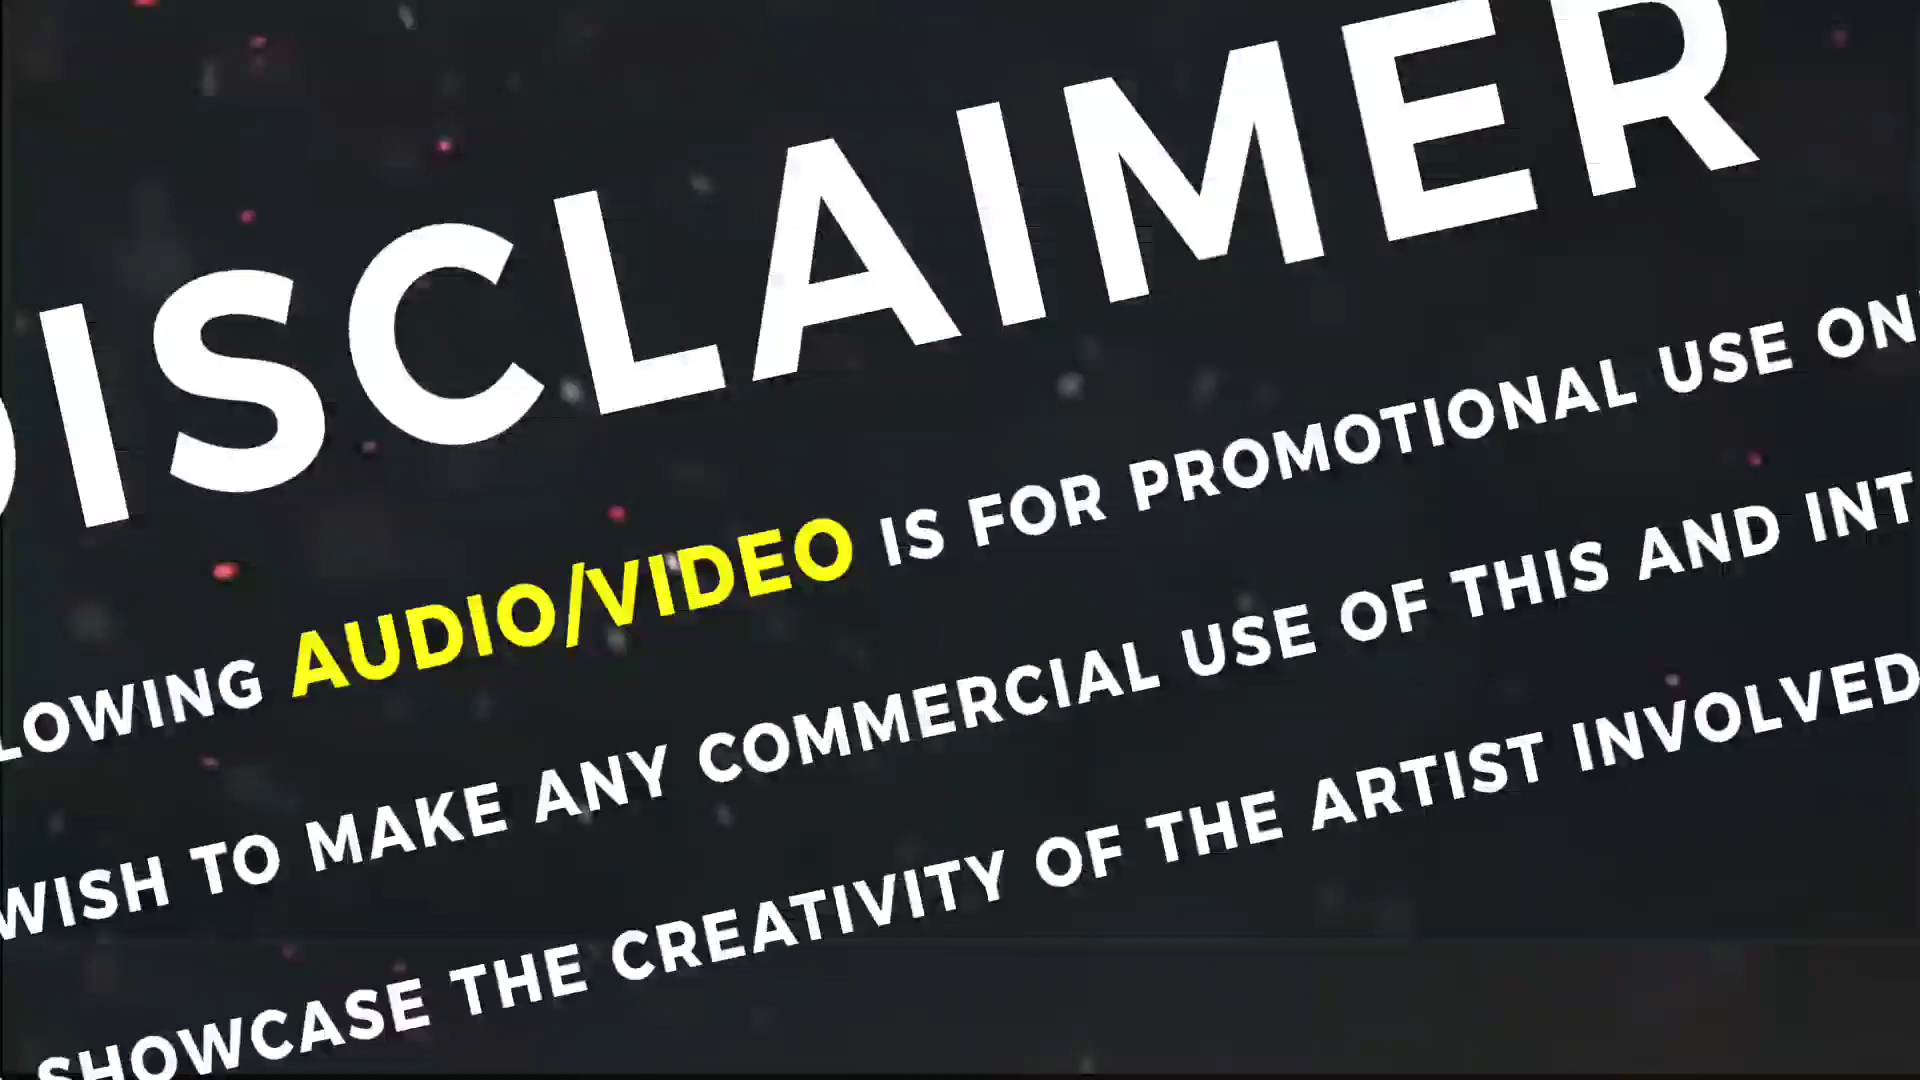 DISCLAIMER
LOWING AUDIO/VIDEO IS FOR PROMOTIONAL USE ON
WISH TO MAKE ANY COMMERCIAL USE OF THIS AND INT
SHOWCASE THE CREATIVITY OF THE ARTIST INVOLVED